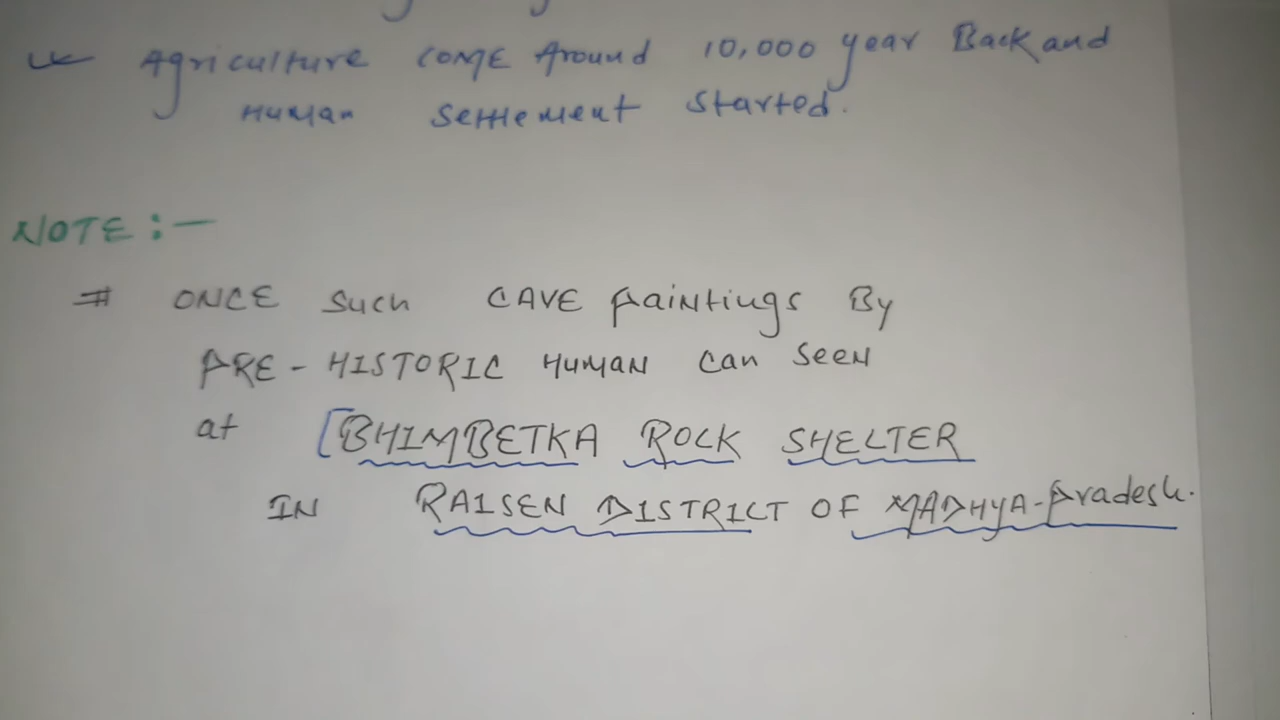 Agriculture COME Around 10,000 year Back and
Human Settlement Started.
NOTE :-
# ONCE Such CAVE Paintings By
PRE - HISTORIC HUMAN Can Seen
at [BHIMBETKA ROCK SHELTER
IN RAISEN DISTRICT OF MADHYA-Pradesh.